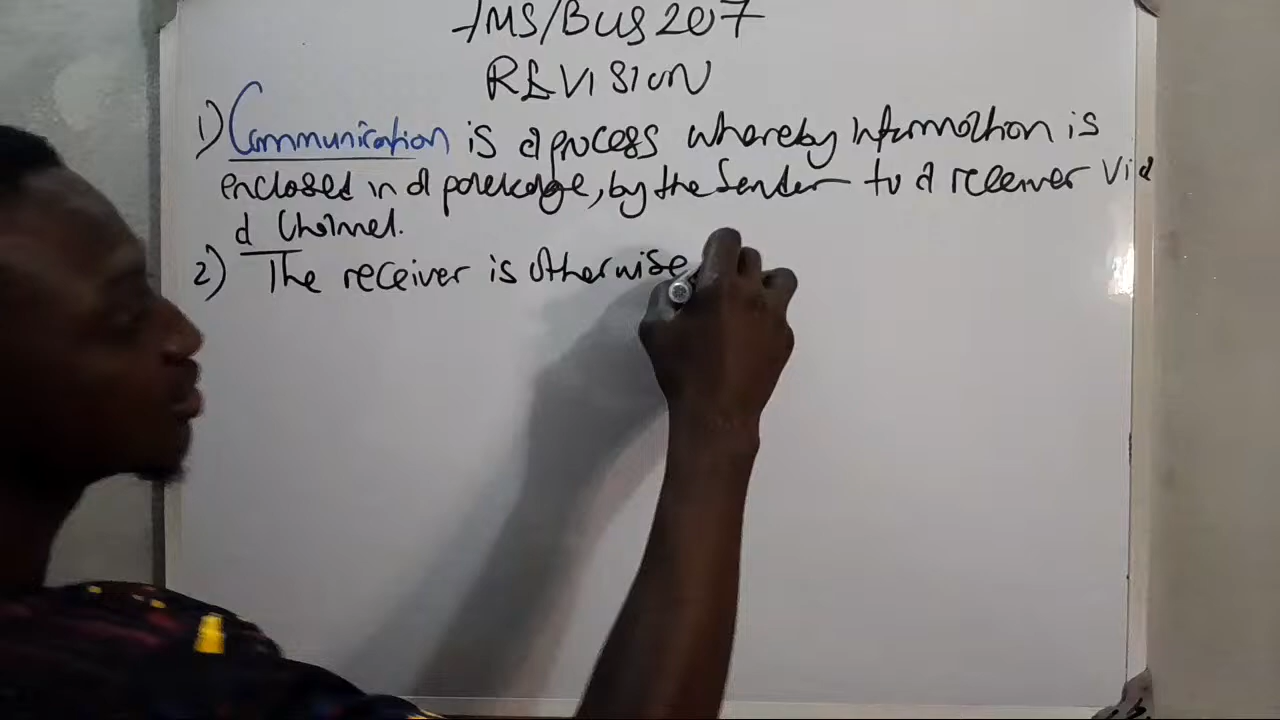 AMS/BUS 207
REVISION
1) Communication is a process whereby Information is
enclosed in a package, by the Sender to a receiver via
a Channel.
2) The receiver is Otherwise